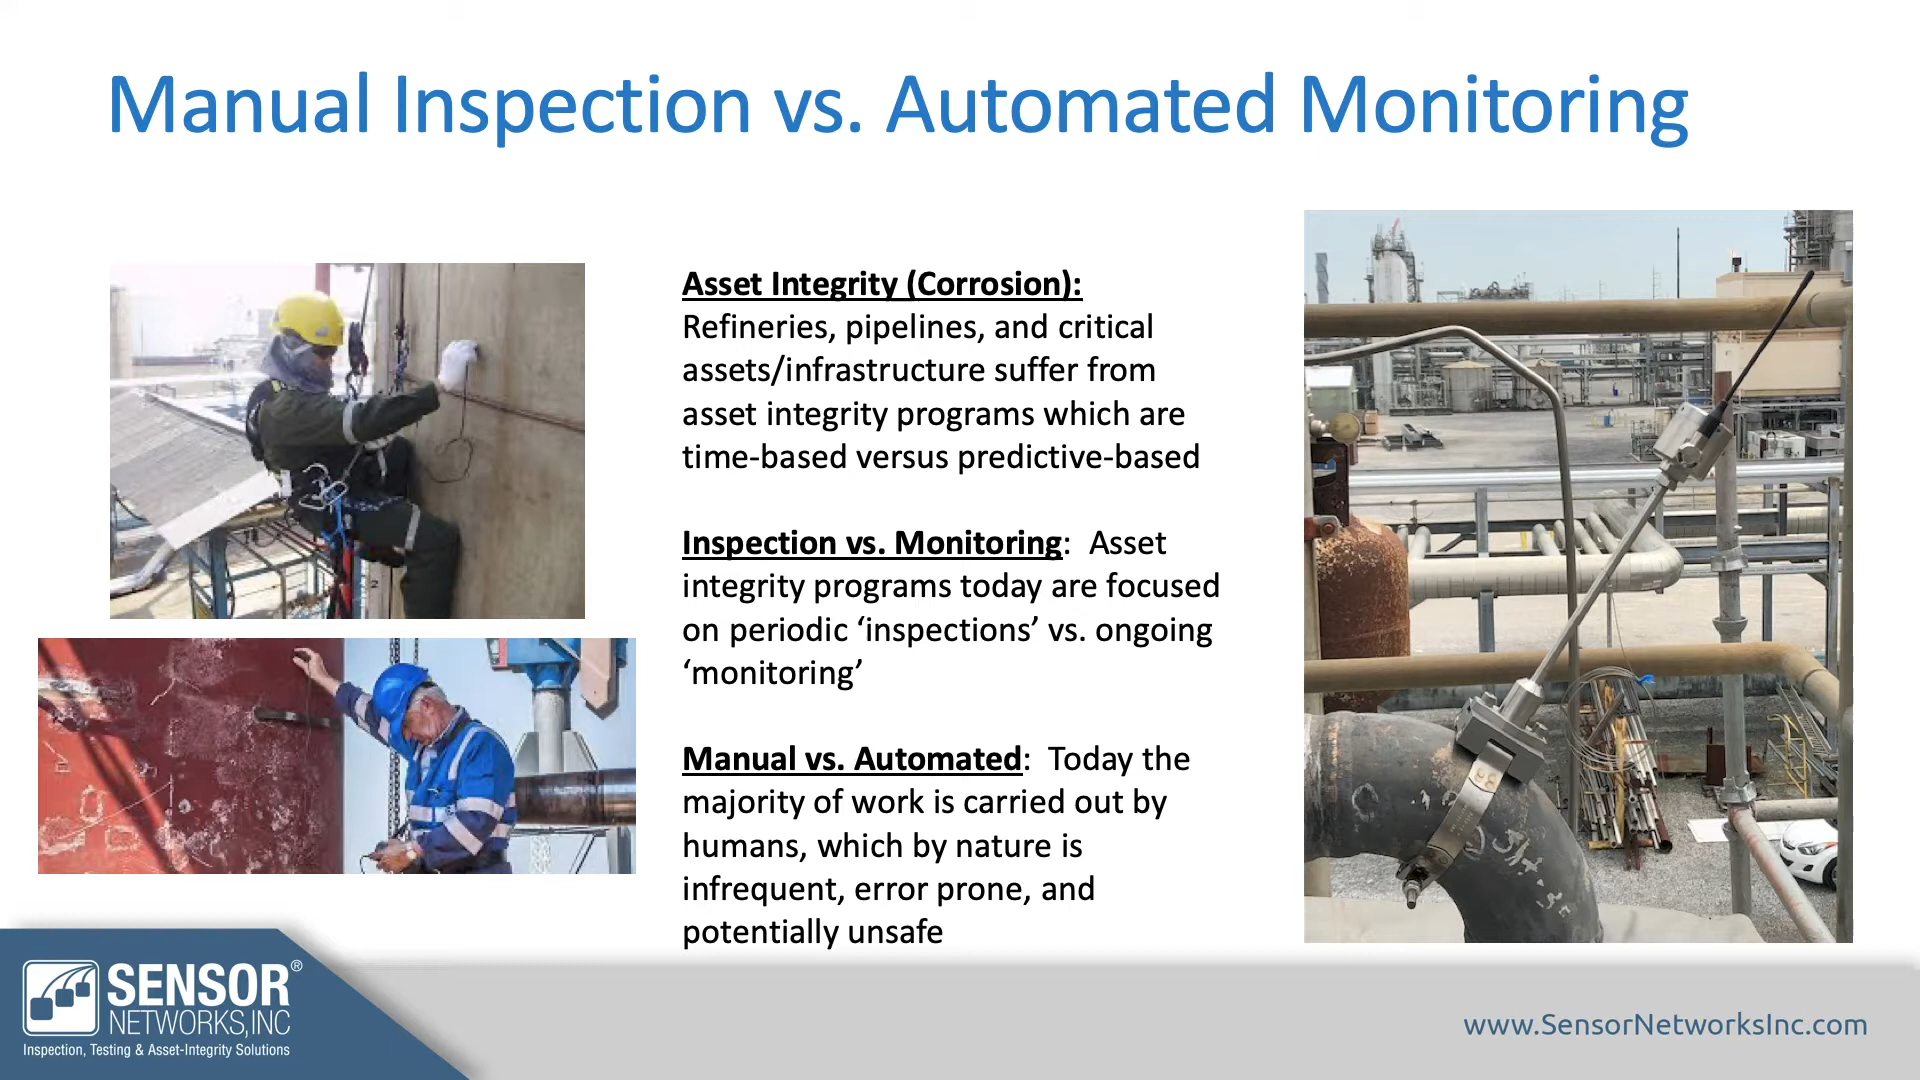 Manual Inspection vs. Automated Monitoring
Asset Integrity (Corrosion):
Refineries, pipelines, and critical
assets/infrastructure suffer from
asset integrity programs which are
time-based versus predictive-based
Inspection vs. Monitoring:  Asset
integrity programs today are focused
on periodic ‘inspections’ vs. ongoing
‘monitoring’
Manual vs. Automated:  Today the
majority of work is carried out by
humans, which by nature is
infrequent, error prone, and
potentially unsafe
SENSOR®
NETWORKS, INC
Inspection, Testing & Asset-Integrity Solutions
www.SensorNetworksInc.com